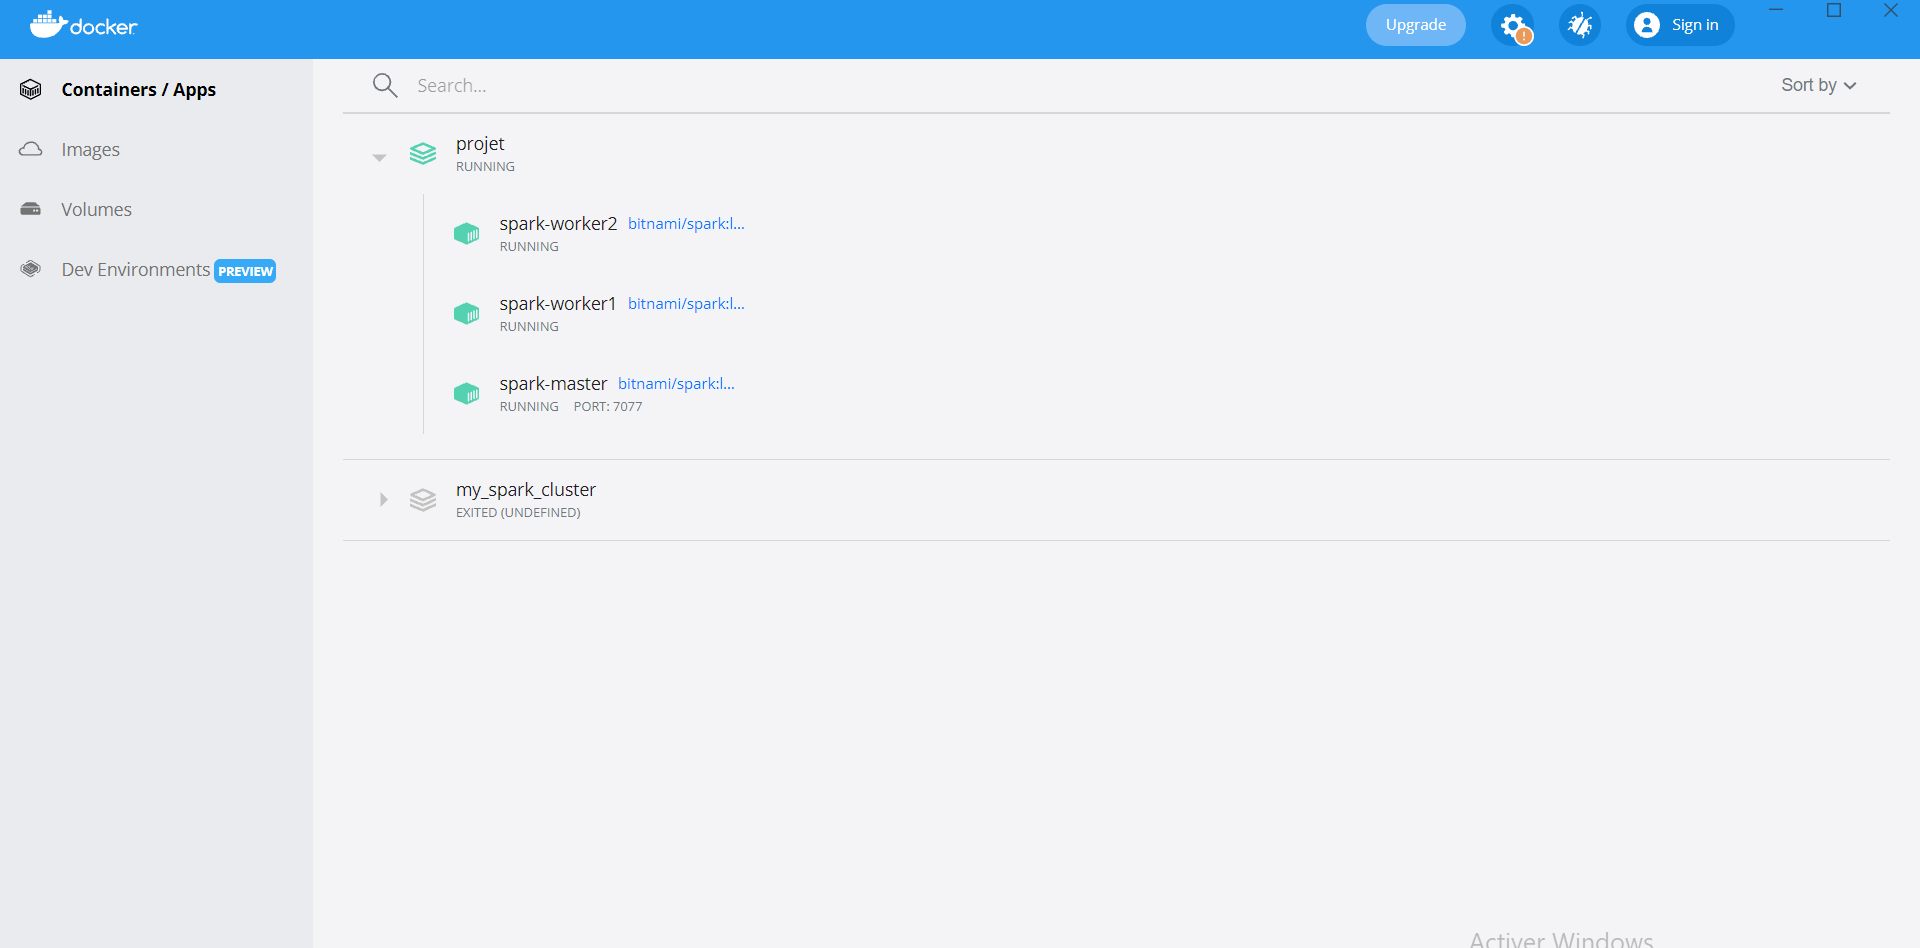 docker
Upgrade
!
Sign in
Containers / Apps
Images
Volumes
Dev Environments PREVIEW
Search...
Sort by
projet
RUNNING
spark-worker2 bitnami/spark:l...
RUNNING
spark-worker1 bitnami/spark:l...
RUNNING
spark-master bitnami/spark:l...
RUNNING PORT: 7077
my_spark_cluster
EXITED (UNDEFINED)
Activer Windows